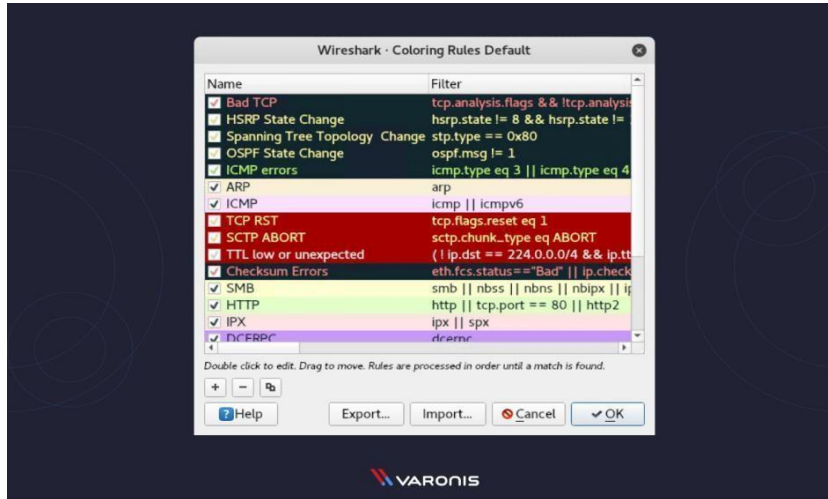 Wireshark · Coloring Rules Default
Name Filter
Bad TCP tcp.analysis.flags && !tcp.analysis
HSRP State Change hsrp.state != 8 && hsrp.state !=
Spanning Tree Topology Change stp.type == 0x80
OSPF State Change ospf.msg != 1
ICMP errors icmp.type eq 3 || icmp.type eq 4
ARP arp
ICMP icmp || icmpv6
TCP RST tcp.flags.reset eq 1
SCTP ABORT sctp.chunk_type eq ABORT
TTL low or unexpected ( ! ip.dst == 224.0.0.0/4 && ip.tt
Checksum Errors eth.fcs.status=="Bad" || ip.check
SMB smb || nbss || nbns || nbipx || ip
HTTP http || tcp.port == 80 || http2
IPX ipx || spx
DCERPC dcerpc
Double click to edit. Drag to move. Rules are processed in order until a match is found.
Help Export... Import... Cancel OK
VARONIS